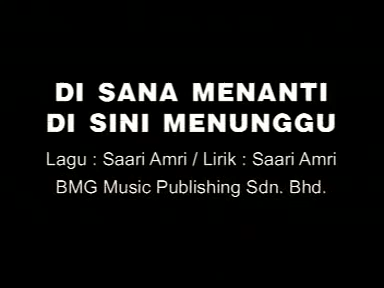 DI SANA MENANTI
DI SINI MENUNGGU
Lagu : Saari Amri / Lirik : Saari Amri
BMG Music Publishing Sdn. Bhd.